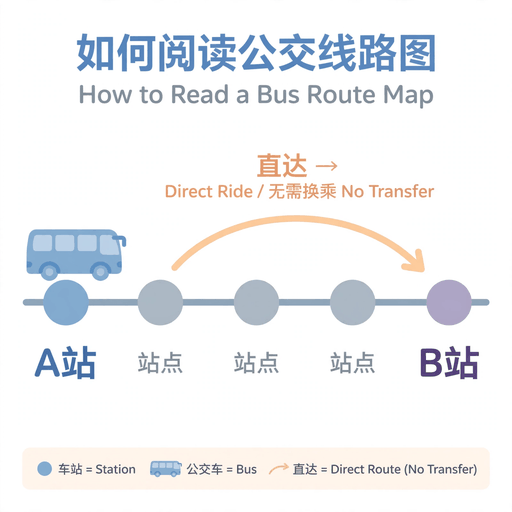 如何阅读公交线路图
How to Read a Bus Route Map
直达 →
Direct Ride / 无需换乘 No Transfer
A站 站点 站点 站点 B站
车站 = Station 公交车 = Bus 直达 = Direct Route (No Transfer)